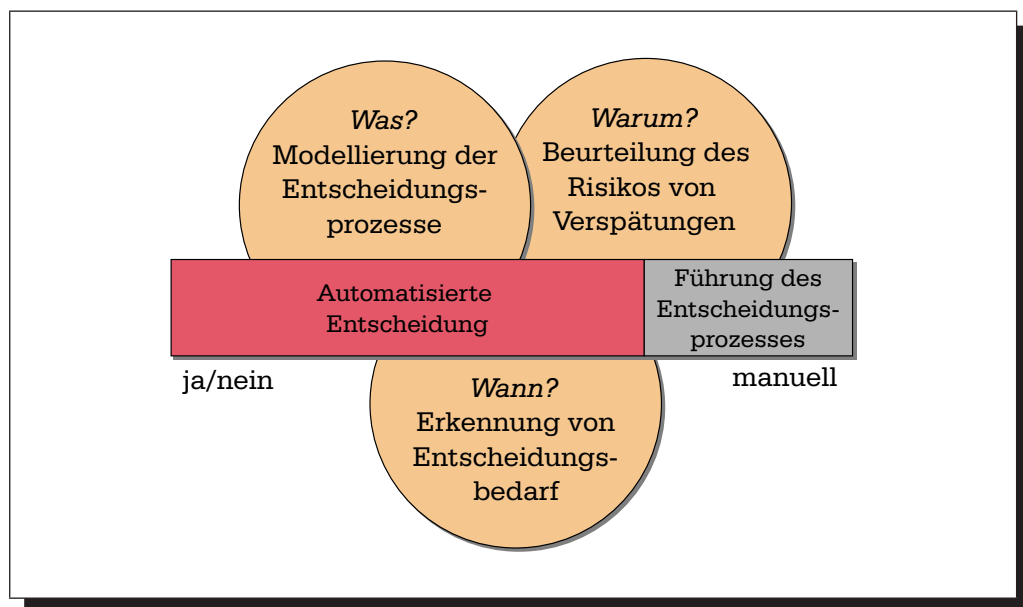 Was?
Modellierung der
Entscheidungs-
prozesse
Warum?
Beurteilung des
Risikos von
Verspätungen
Automatisierte
Entscheidung
Führung des
Entscheidungs-
prozesses
ja/nein
manuell
Wann?
Erkennung von
Entscheidungs-
bedarf